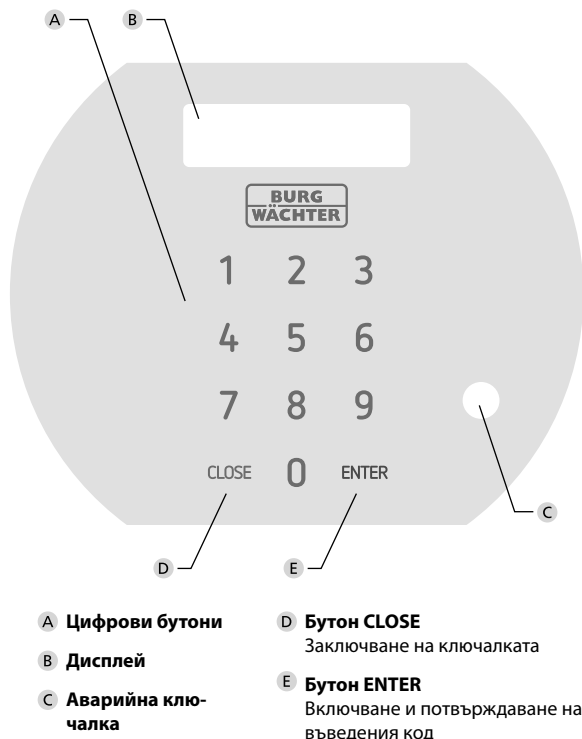 A B
BURG
WÄCHTER
1 2 3
4 5 6
7 8 9
CLOSE 0 ENTER
C
D E
A Цифрови бутони
B Дисплей
C Аварийна клю-
чалка
D Бутон CLOSE
Заключване на ключалката
E Бутон ENTER
Включване и потвърждаване на
въведения код